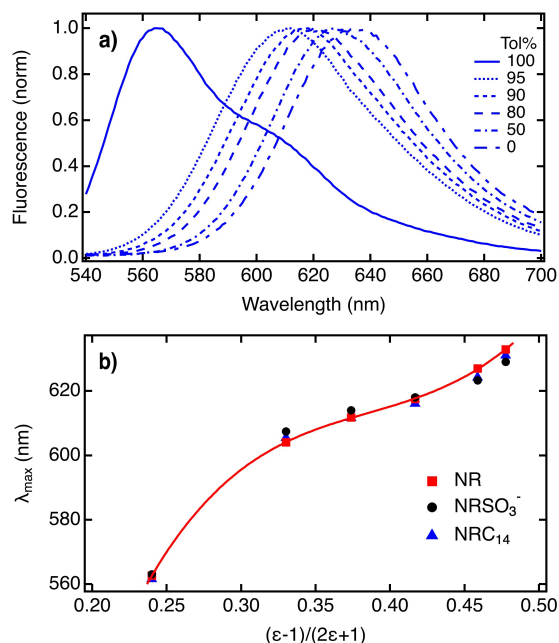 a)
Fluorescence (norm)
1.0
0.8
0.6
0.4
0.2
0.0
Tol%
100
95
90
80
50
0
540 560 580 600 620 640 660 680 700
Wavelength (nm)
b)
λmax (nm)
620
600
580
560
NR
NRSO₃⁻
NRC₁₄
0.20 0.25 0.30 0.35 0.40 0.45 0.50
(ε-1)/(2ε+1)